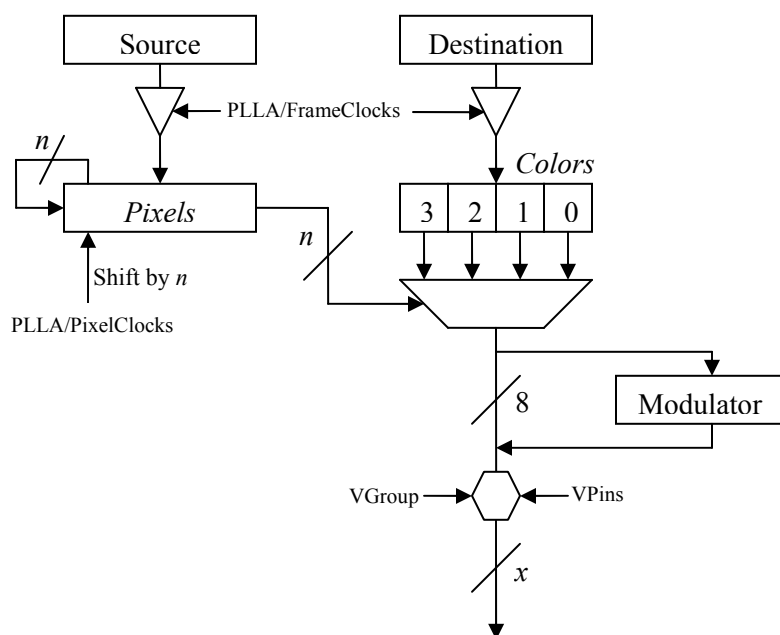 Source
Destination
PLLA/FrameClocks
n
Colors
Pixels
3 2 1 0
n
Shift by n
PLLA/PixelClocks
8
Modulator
VGroup
VPins
x